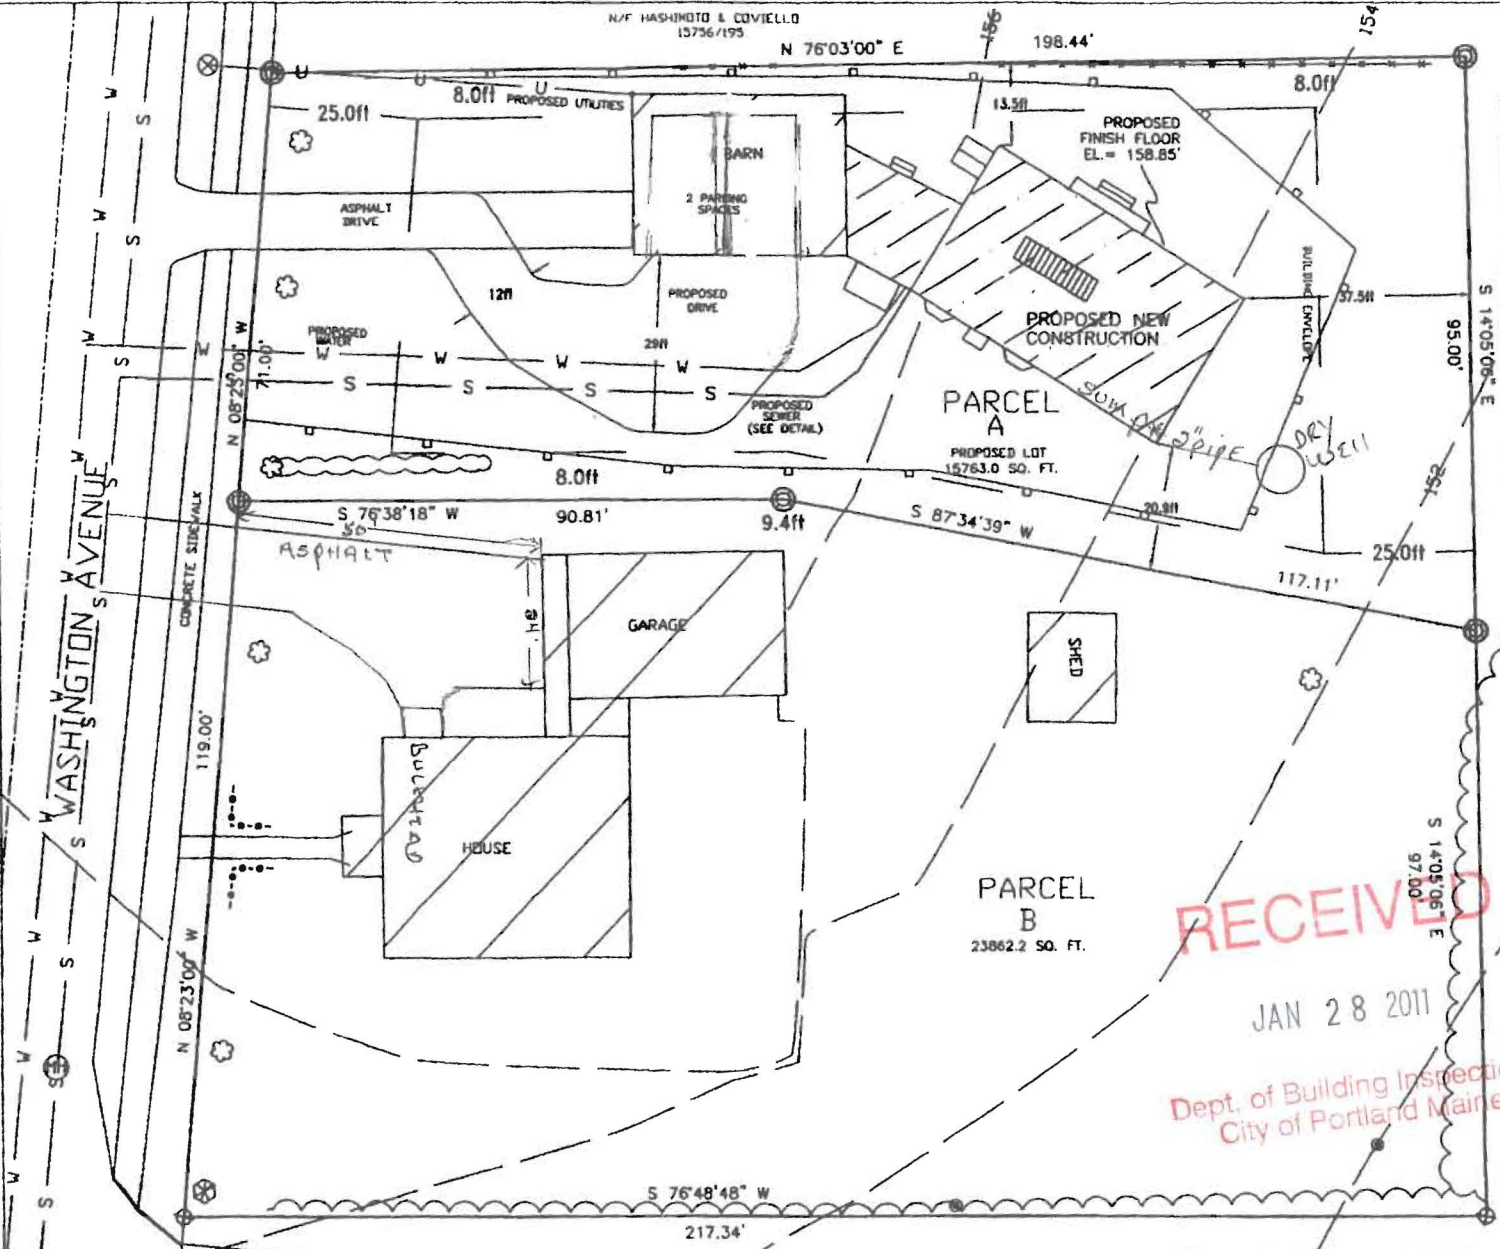 N/F HASHIMOTO & COVIELLO
15756/195
N 76°03'00" E
198.44'
156
154
8.0ft
PROPOSED UTILITIES
25.0ft
13.5ft
8.0ft
PROPOSED
FINISH FLOOR
EL.= 158.85'
BARN
2 PARKING
SPACES
ASPHALT
DRIVE
12ft
PROPOSED
DRIVE
29ft
PROPOSED
WATER
BUILDING ENVELOPE
37.5ft
S 14°05'06" E
95.00'
PROPOSED NEW
CONSTRUCTION
N 08°23'00" W
71.00'
PROPOSED
SEWER
(SEE DETAIL)
PARCEL
A
PROPOSED LOT
15763.0 SQ. FT.
2" PIPE
DRY
WELL
152
8.0ft
20.9ft
S 76°38'18" W
90.81'
9.4ft
S 87°34'39" W
25.0ft
117.11'
50'
ASPHALT
CONCRETE SIDEWALK
WASHINGTON AVENUE
24'
GARAGE
SHED
119.00'
BULKHEAD
HOUSE
PARCEL
B
23862.2 SQ. FT.
S 14°05'06" E
97.00
RECEIVED
JAN 28 2011
Dept. of Building Inspecti
City of Portland Maine
N 08°23'00" W
S 76°48'48" W
217.34'